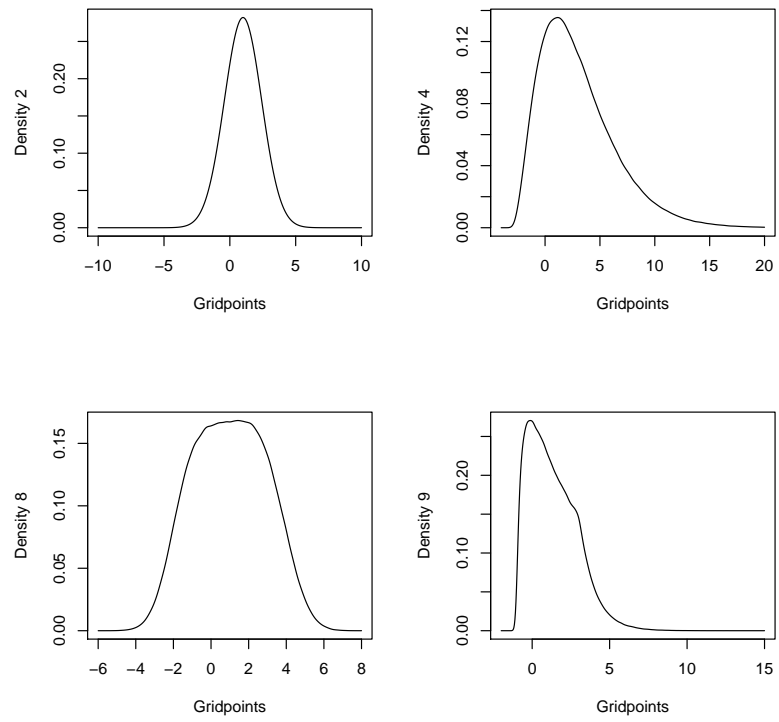 Density 2
0.00 0.10 0.20
−10 −5 0 5 10
Gridpoints
Density 4
0.00 0.04 0.08 0.12
0 5 10 15 20
Gridpoints
Density 8
0.00 0.05 0.10 0.15
−6 −4 −2 0 2 4 6 8
Gridpoints
Density 9
0.00 0.10 0.20
0 5 10 15
Gridpoints